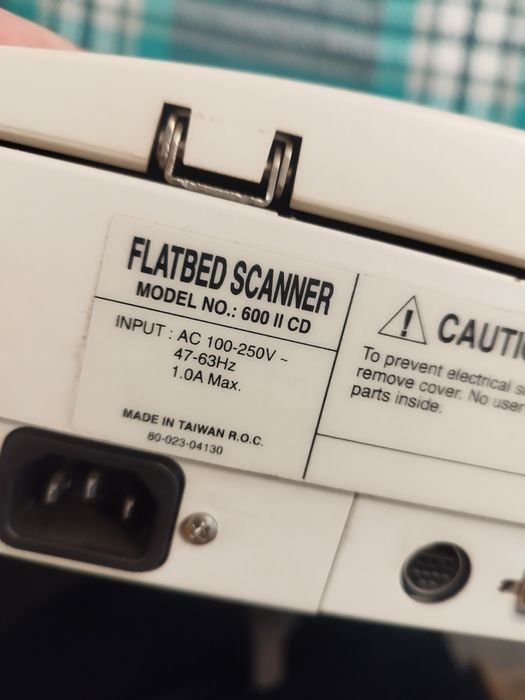 FLATBED SCANNER
MODEL NO.: 600 II CD
INPUT : AC 100-250V ~
47-63Hz
1.0A Max.
MADE IN TAIWAN R.O.C.
80-023-04130
! CAUTI
To prevent electrical
remove cover. No user
parts inside.